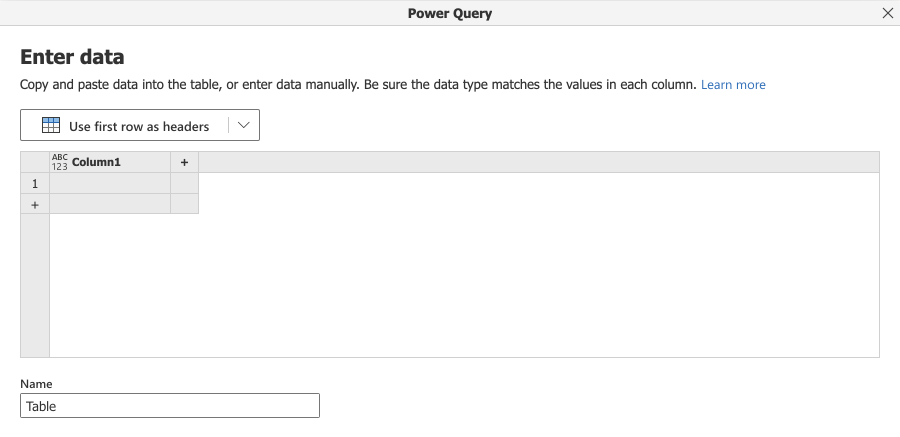 Power Query
Enter data
Copy and paste data into the table, or enter data manually. Be sure the data type matches the values in each column. Learn more
Use first row as headers
ABC
123 Column1 +
1
+
Name
Table